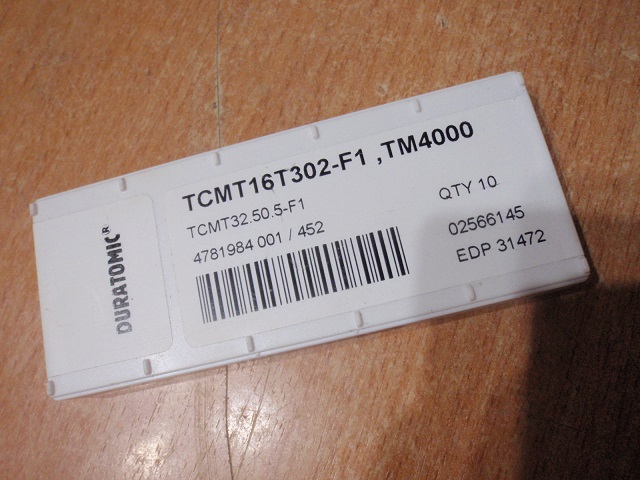 DURATOMIC®
TCMT16T302-F1 ,TM4000
TCMT32.50.5-F1
4781984 001 / 452
QTY 10
02566145
EDP 31472